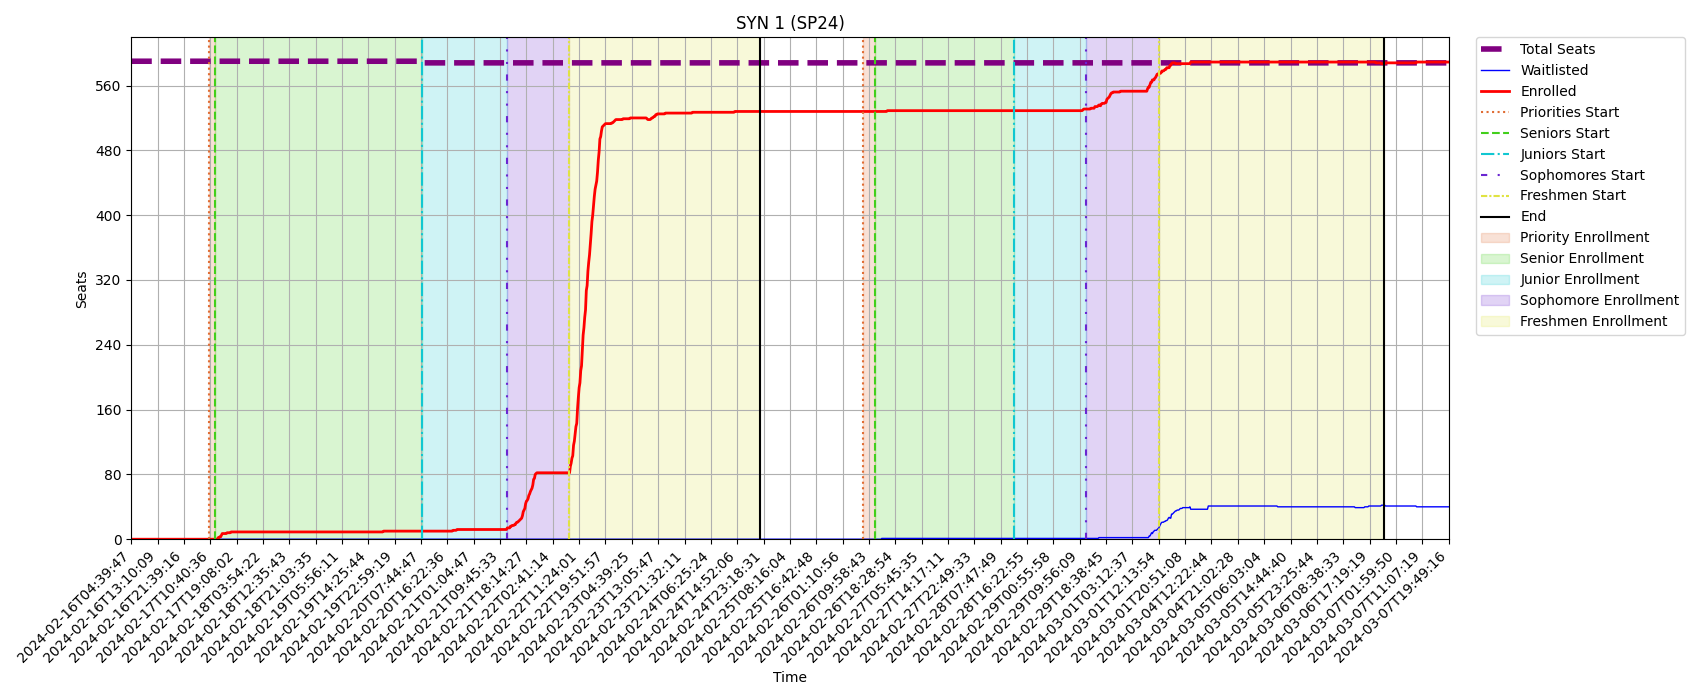 SYN 1 (SP24)
Seats
560
480
400
320
240
160
80
0
2024-02-16T04:39:47
2024-02-16T13:10:09
2024-02-16T21:39:16
2024-02-17T10:40:36
2024-02-17T19:08:02
2024-02-18T03:54:22
2024-02-18T12:35:43
2024-02-18T21:03:35
2024-02-19T05:56:11
2024-02-19T14:25:44
2024-02-19T22:59:19
2024-02-20T07:44:47
2024-02-20T16:22:36
2024-02-21T01:04:47
2024-02-21T09:45:33
2024-02-21T18:14:27
2024-02-22T02:41:14
2024-02-22T11:24:01
2024-02-22T19:51:57
2024-02-23T04:39:25
2024-02-23T13:05:47
2024-02-23T21:32:11
2024-02-24T06:25:24
2024-02-24T14:52:06
2024-02-24T23:18:31
2024-02-25T08:16:04
2024-02-25T16:42:48
2024-02-26T01:10:56
2024-02-26T09:58:43
2024-02-26T18:28:54
2024-02-27T05:45:35
2024-02-27T14:17:11
2024-02-27T22:49:33
2024-02-28T07:47:49
2024-02-28T16:22:55
2024-02-29T00:55:58
2024-02-29T09:56:09
2024-02-29T18:38:45
2024-03-01T03:12:37
2024-03-01T12:13:54
2024-03-01T20:51:08
2024-03-04T12:22:44
2024-03-04T21:02:28
2024-03-05T06:03:04
2024-03-05T14:44:40
2024-03-05T23:25:44
2024-03-06T08:38:33
2024-03-06T17:19:19
2024-03-07T01:59:50
2024-03-07T11:07:19
2024-03-07T19:49:16
Time
Total Seats
Waitlisted
Enrolled
Priorities Start
Seniors Start
Juniors Start
Sophomores Start
Freshmen Start
End
Priority Enrollment
Senior Enrollment
Junior Enrollment
Sophomore Enrollment
Freshmen Enrollment